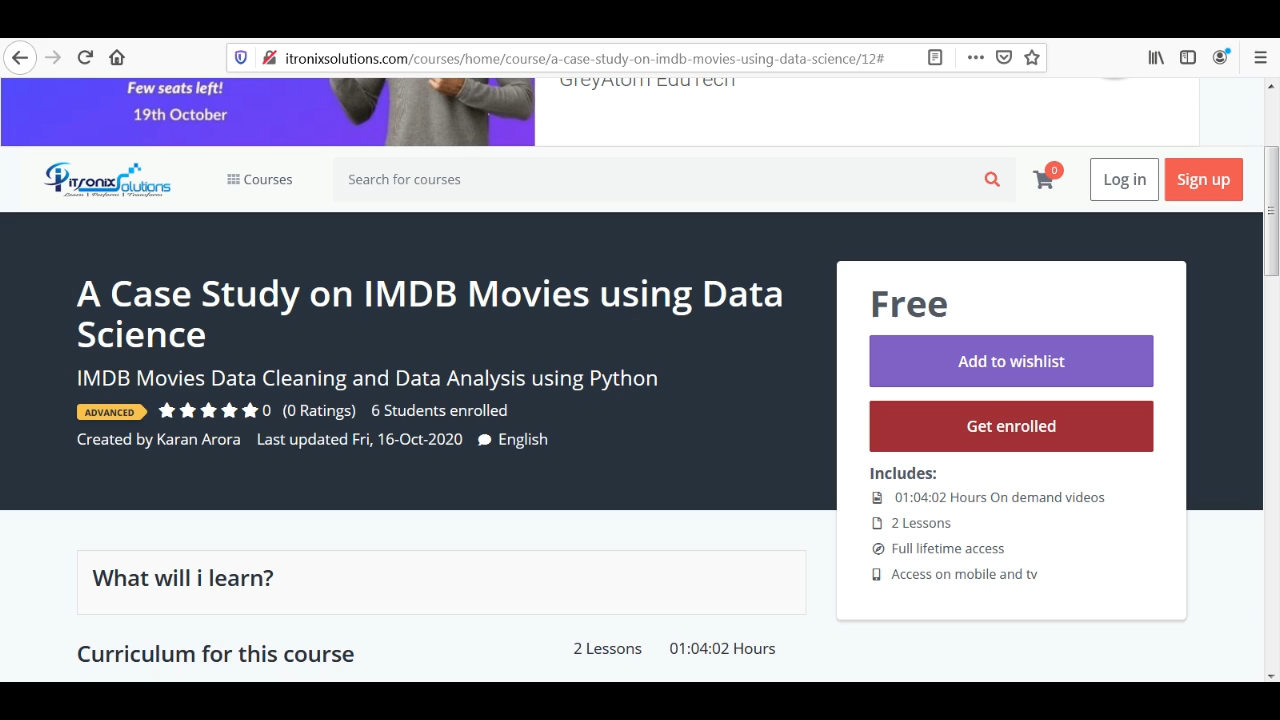 itronixsolutions.com/courses/home/course/a-case-study-on-imdb-movies-using-data-science/12#
Few seats left!
19th October
GreyAtom EduTech
itronix Solutions
Courses
Search for courses
0
Log in
Sign up
A Case Study on IMDB Movies using Data
Science
IMDB Movies Data Cleaning and Data Analysis using Python
ADVANCED 0 (0 Ratings) 6 Students enrolled
Created by Karan Arora Last updated Fri, 16-Oct-2020 English
Free
Add to wishlist
Get enrolled
Includes:
01:04:02 Hours On demand videos
2 Lessons
Full lifetime access
Access on mobile and tv
What will i learn?
Curriculum for this course
2 Lessons 01:04:02 Hours